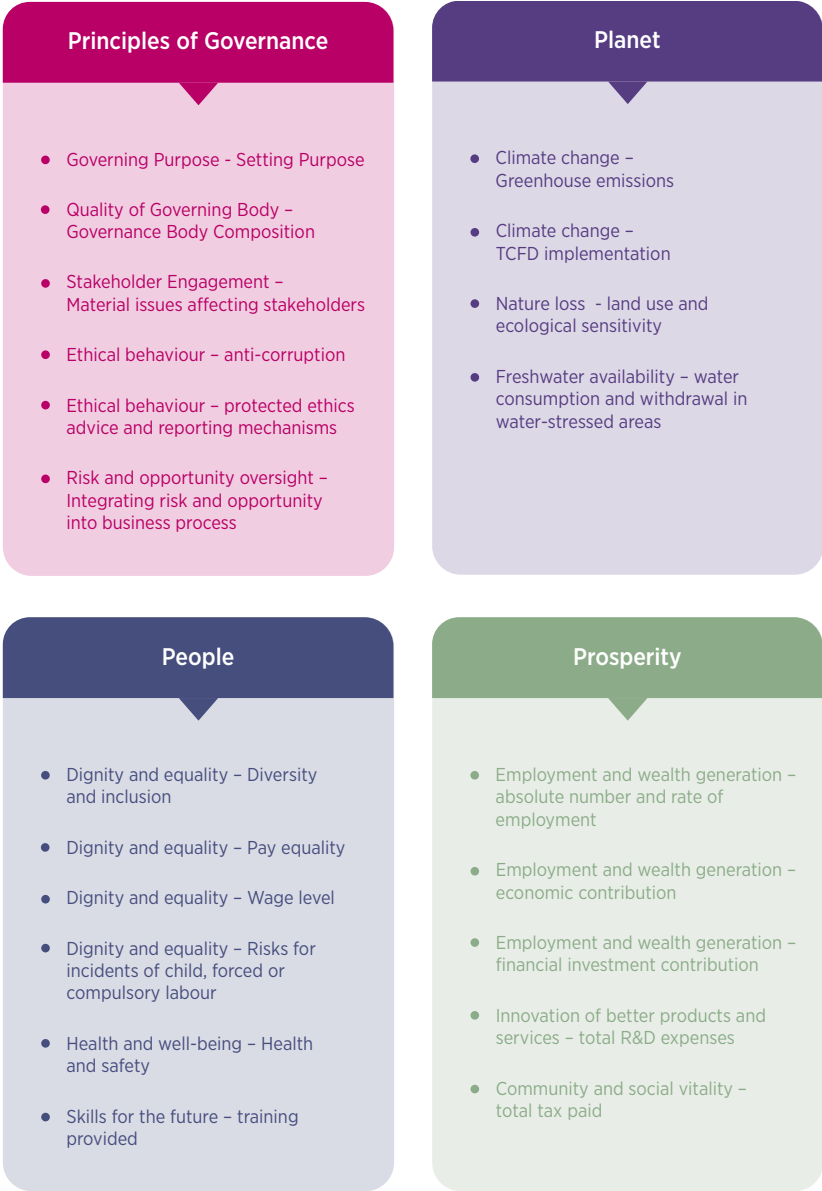 Principles of Governance
• Governing Purpose - Setting Purpose
• Quality of Governing Body –
Governance Body Composition
• Stakeholder Engagement –
Material issues affecting stakeholders
• Ethical behaviour – anti-corruption
• Ethical behaviour – protected ethics
advice and reporting mechanisms
• Risk and opportunity oversight –
Integrating risk and opportunity
into business process
Planet
• Climate change –
Greenhouse emissions
• Climate change –
TCFD implementation
• Nature loss  - land use and
ecological sensitivity
• Freshwater availability – water
consumption and withdrawal in
water-stressed areas
People
• Dignity and equality – Diversity
and inclusion
• Dignity and equality – Pay equality
• Dignity and equality – Wage level
• Dignity and equality – Risks for
incidents of child, forced or
compulsory labour
• Health and well-being – Health
and safety
• Skills for the future – training
provided
Prosperity
• Employment and wealth generation –
absolute number and rate of
employment
• Employment and wealth generation –
economic contribution
• Employment and wealth generation –
financial investment contribution
• Innovation of better products and
services – total R&D expenses
• Community and social vitality –
total tax paid